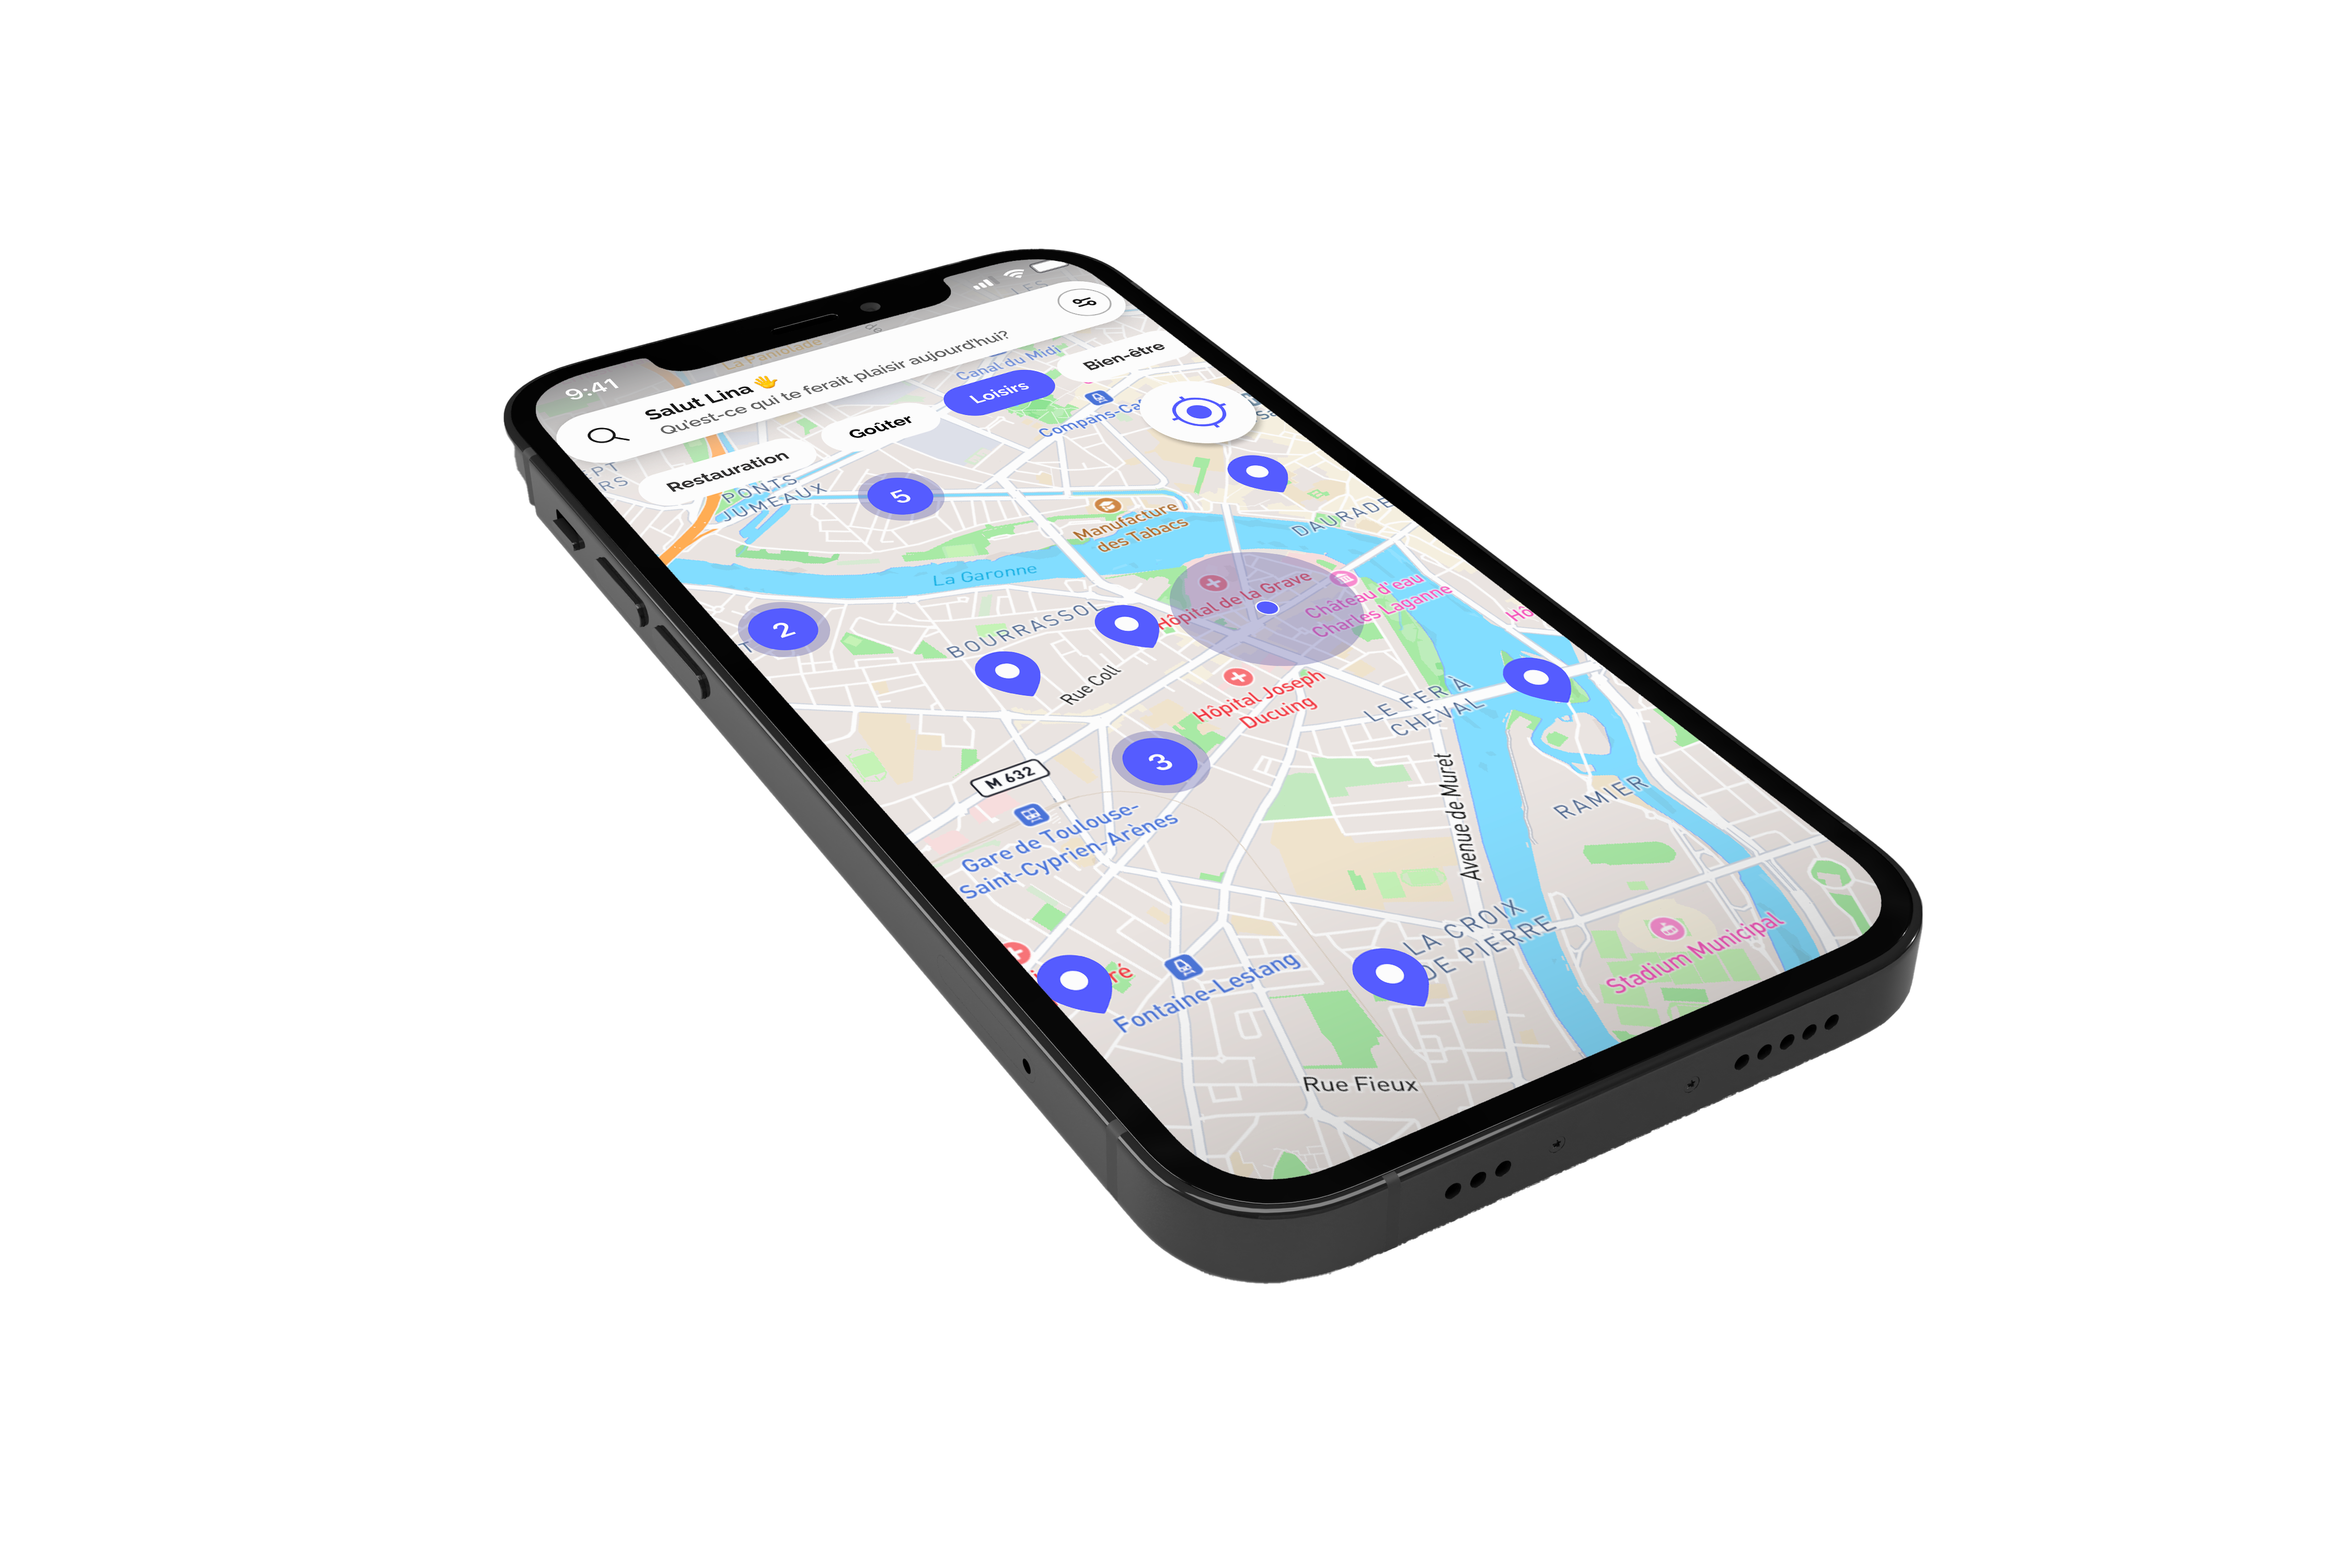 9:41
Salut Lina 👋
Qu'est-ce qui te ferait plaisir aujourd'hui?
Restauration
Goûter
Loisirs
Bien-être
Canal du Midi
PONTS
JUMEAUX
5
Manufacture
des Tabacs
DAURADE
La Garonne
2
BOURRASSOL
Hôpital de la Grave
Château d'eau
Charles Laganne
Rue Coll
Hôpital Joseph
Ducuing
LE FER À
CHEVAL
3
M 632
Gare de Toulouse-
Saint-Cyprien-Arènes
Avenue de Muret
RAMIER
LA CROIX
DE PIERRE
Stadium Municipal
Fontaine-Lestang
Rue Fieux